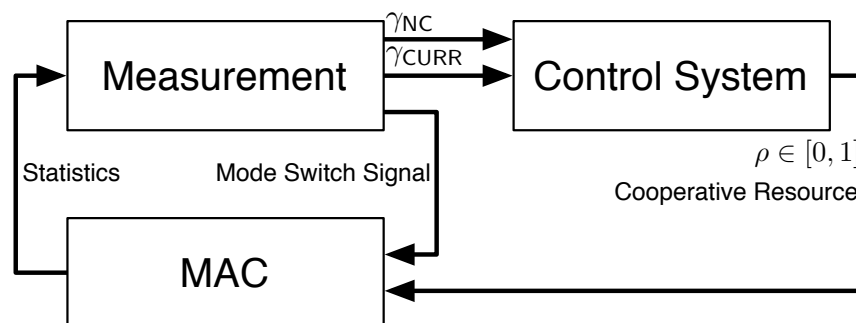 γNC
Measurement
γCURR
Control System
ρ ∈ [0, 1]
Statistics
Mode Switch Signal
Cooperative Resource
MAC